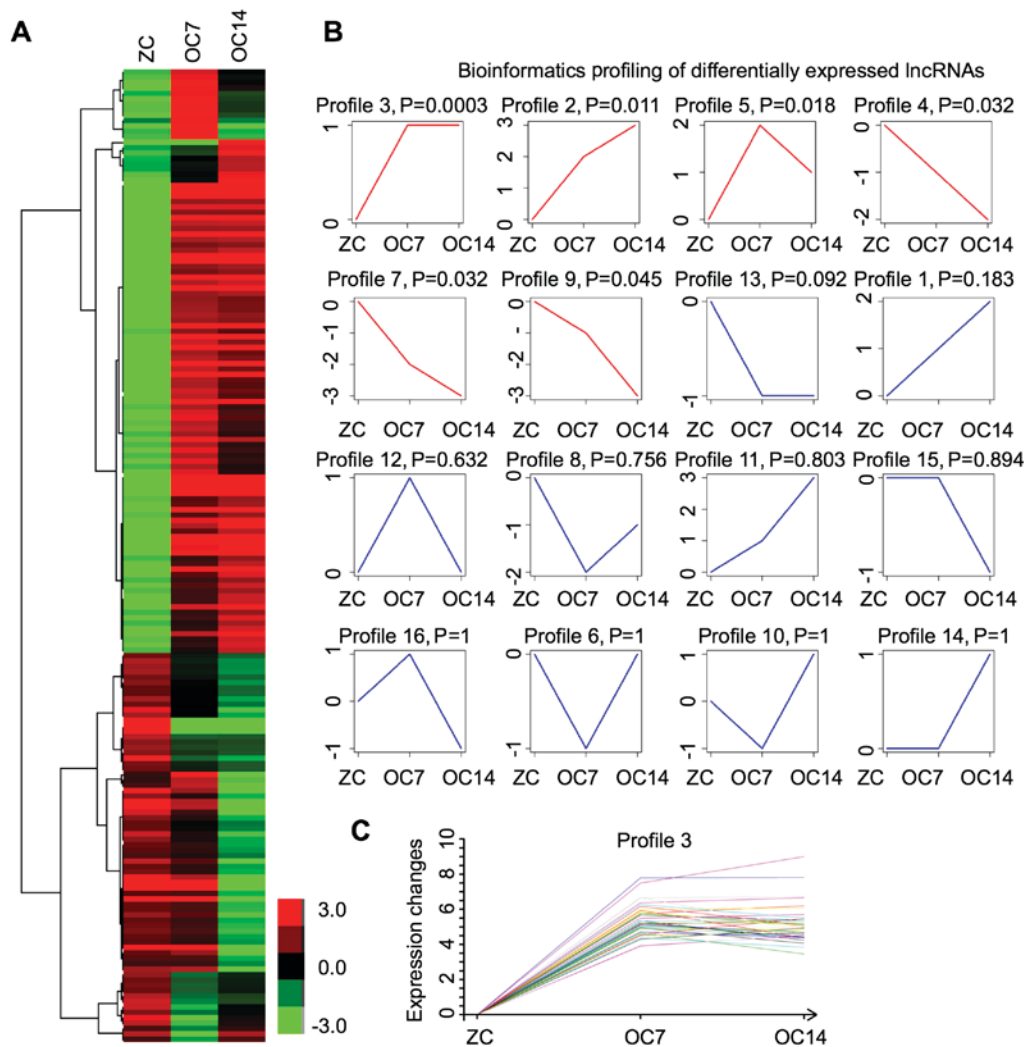 A
ZC
OC7
OC14
3.0
0.0
-3.0
B
Bioinformatics profiling of differentially expressed lncRNAs
Profile 3, P=0.0003
1
0
ZC OC7 OC14
Profile 2, P=0.011
3
2
1
0
ZC OC7 OC14
Profile 5, P=0.018
2
1
0
ZC OC7 OC14
Profile 4, P=0.032
0
-1
-2
ZC OC7 OC14
Profile 7, P=0.032
0
-1
-2
-3
ZC OC7 OC14
Profile 9, P=0.045
0
-1
-2
-3
ZC OC7 OC14
Profile 13, P=0.092
0
-1
ZC OC7 OC14
Profile 1, P=0.183
2
1
0
ZC OC7 OC14
Profile 12, P=0.632
1
0
ZC OC7 OC14
Profile 8, P=0.756
0
-1
-2
ZC OC7 OC14
Profile 11, P=0.803
3
2
1
0
ZC OC7 OC14
Profile 15, P=0.894
0
-1
ZC OC7 OC14
Profile 16, P=1
1
0
-1
ZC OC7 OC14
Profile 6, P=1
0
-1
ZC OC7 OC14
Profile 10, P=1
1
0
-1
ZC OC7 OC14
Profile 14, P=1
1
0
ZC OC7 OC14
C
Profile 3
Expression changes
10
8
6
4
2
0
ZC OC7 OC14